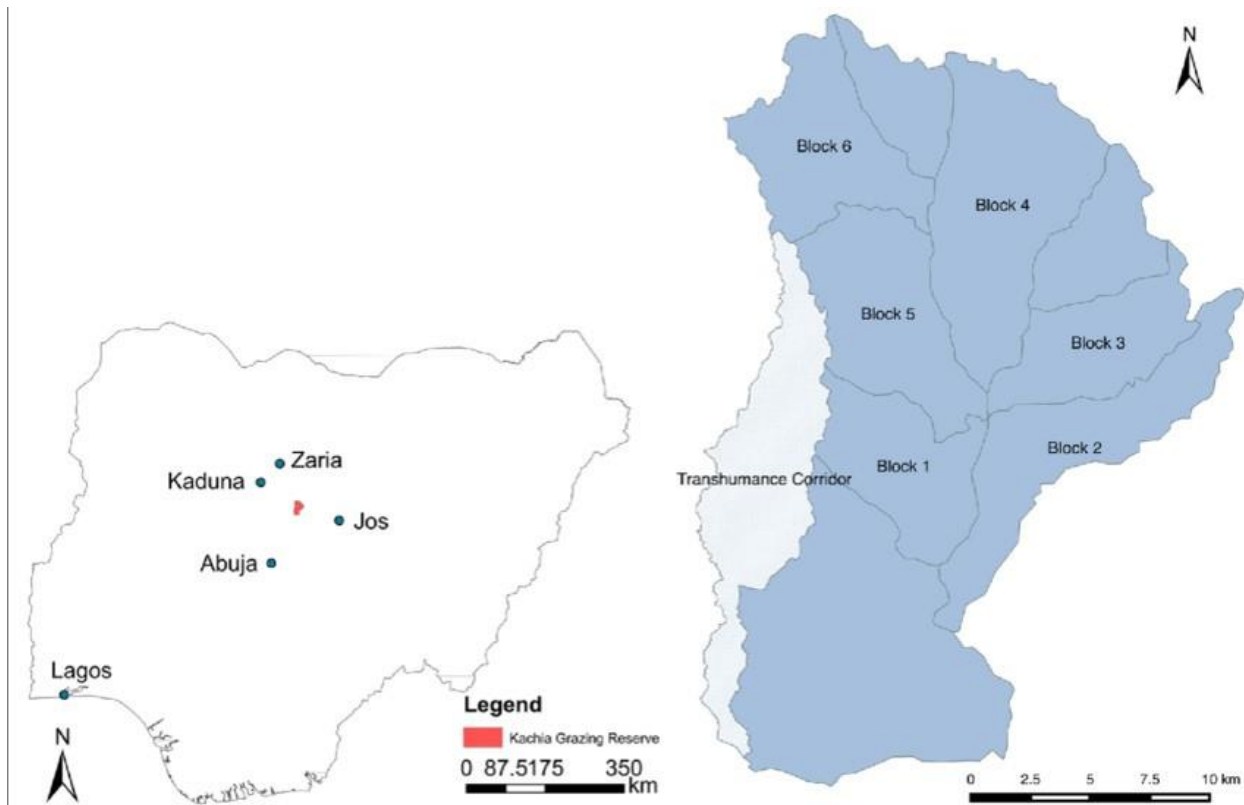 Zaria
Kaduna
Jos
Abuja
Lagos
N
Legend
Kachia Grazing Reserve
0 87.5175 350
km
N
Block 6
Block 4
Block 5
Block 3
Block 2
Block 1
Transhumance Corridor
0 2.5 5 7.5 10 km